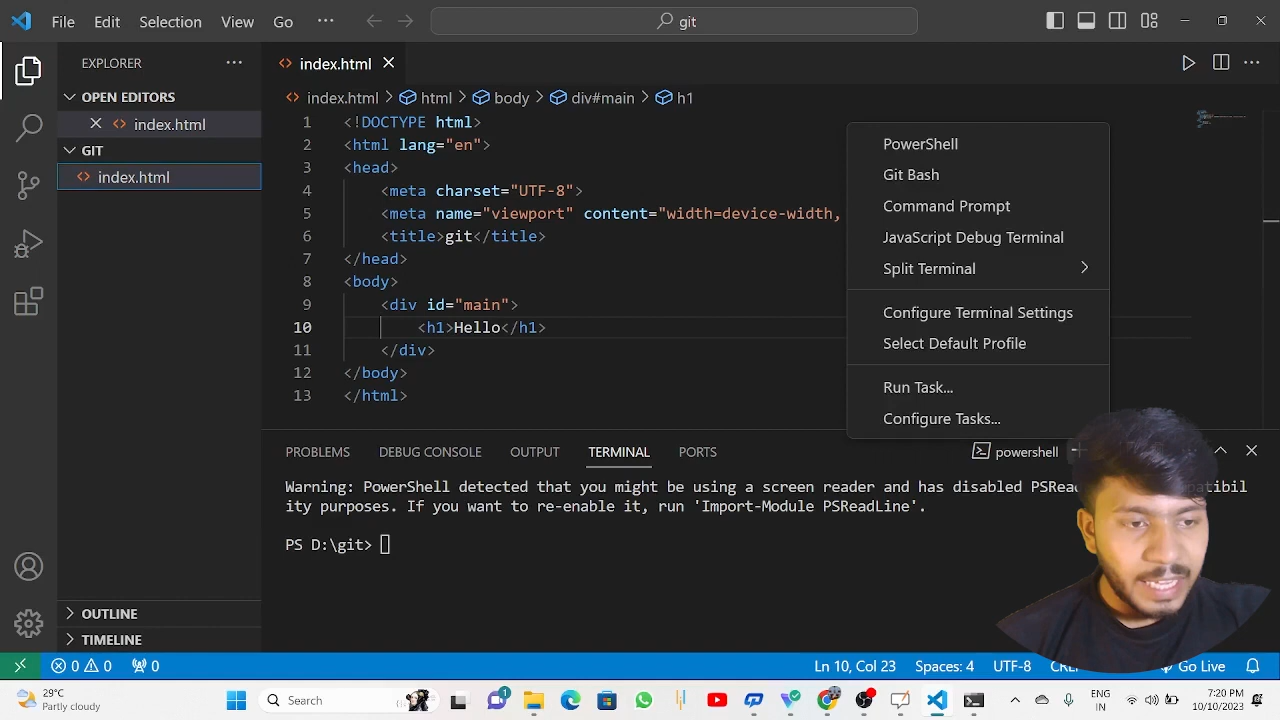 File Edit Selection View Go ··· git
EXPLORER ···
OPEN EDITORS
index.html
GIT
index.html
OUTLINE
TIMELINE
index.html
index.html > html > body > div#main > h1
1 <!DOCTYPE html>
2 <html lang="en">
3 <head>
4 <meta charset="UTF-8">
5 <meta name="viewport" content="width=device-width,
6 <title>git</title>
7 </head>
8 <body>
9 <div id="main">
10 <h1>Hello</h1>
11 </div>
12 </body>
13 </html>
PowerShell
Git Bash
Command Prompt
JavaScript Debug Terminal
Split Terminal
Configure Terminal Settings
Select Default Profile
Run Task...
Configure Tasks...
PROBLEMS DEBUG CONSOLE OUTPUT TERMINAL PORTS powershell
Warning: PowerShell detected that you might be using a screen reader and has disabled
ity purposes. If you want to re-enable it, run 'Import-Module PSReadLine'.
PS D:\git>
0 0 0 Ln 10, Col 23 Spaces: 4 UTF-8 Go Live
29°C
Partly cloudy
Search
1
ENG
IN
7:20 PM
10/10/2023